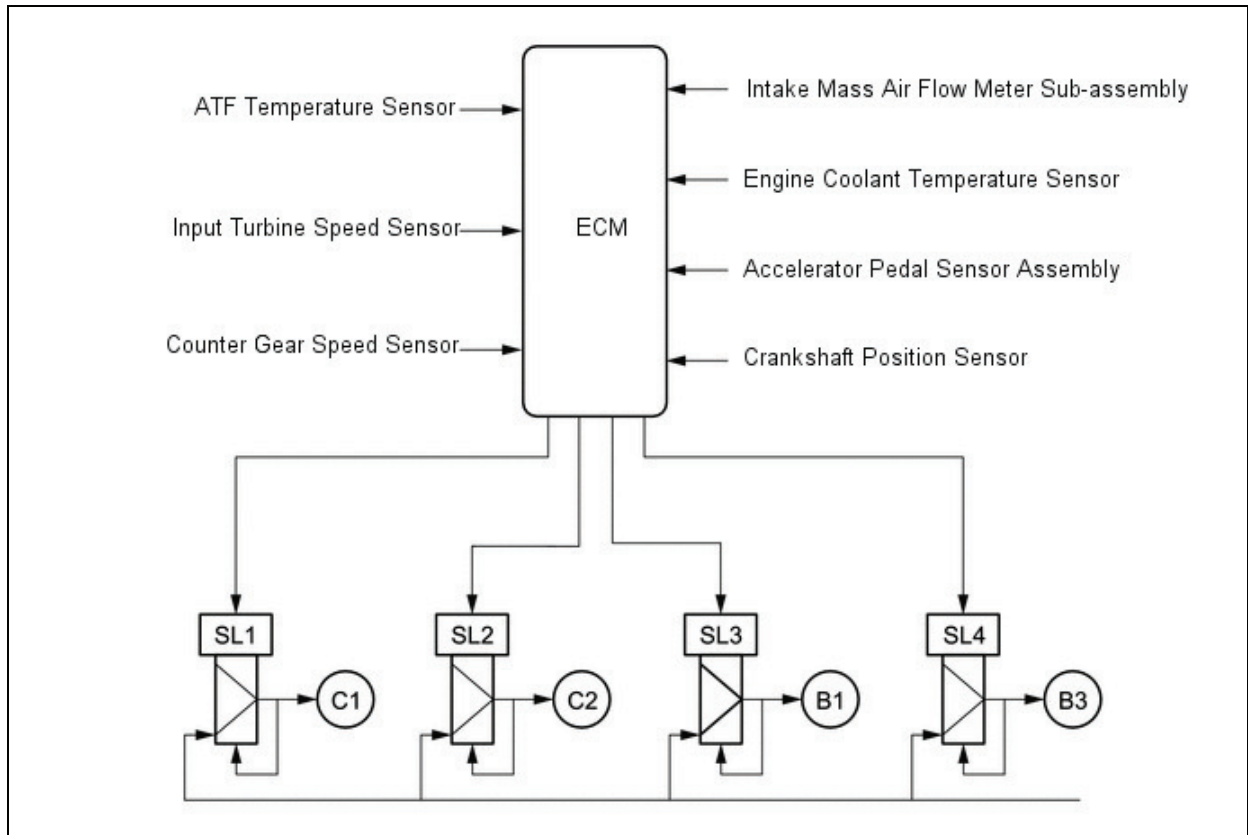 ATF Temperature Sensor
Input Turbine Speed Sensor
Counter Gear Speed Sensor
ECM
Intake Mass Air Flow Meter Sub-assembly
Engine Coolant Temperature Sensor
Accelerator Pedal Sensor Assembly
Crankshaft Position Sensor
SL1
SL2
SL3
SL4
C1
C2
B1
B3